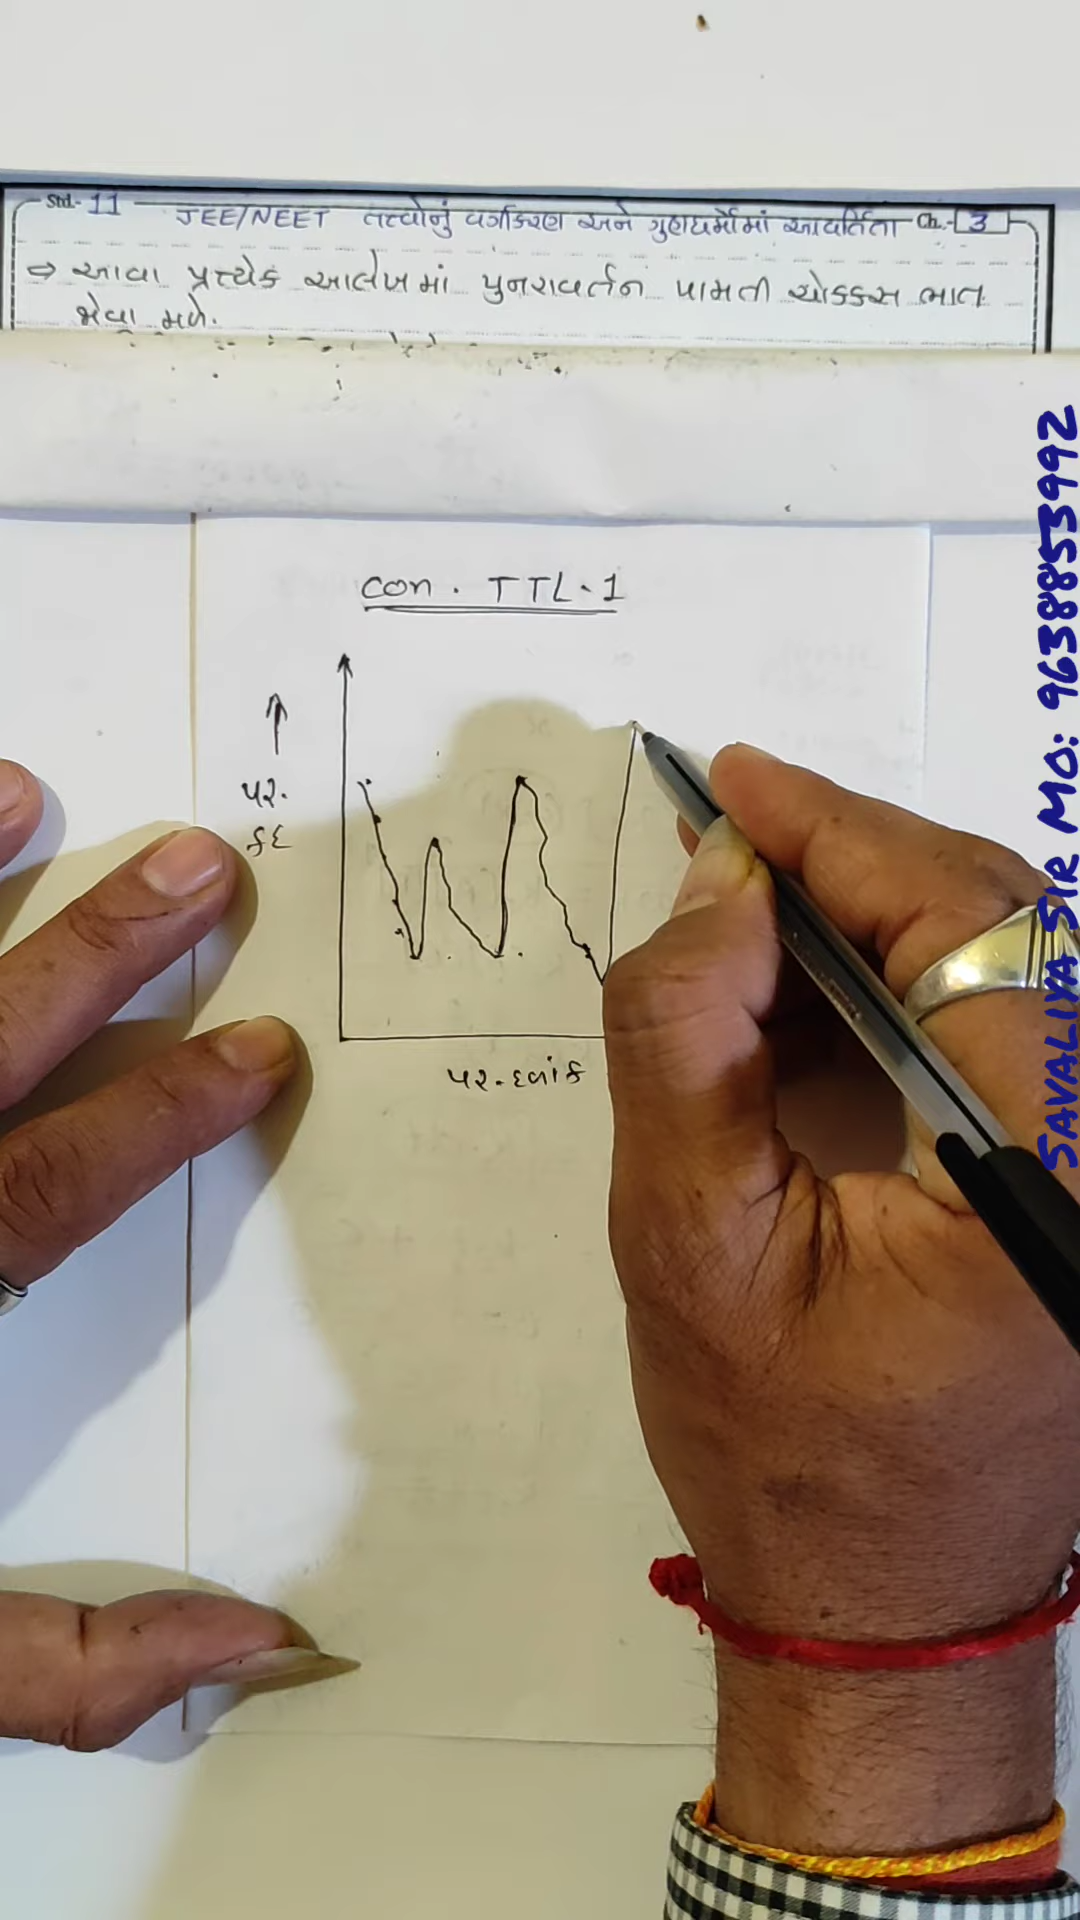 Std.- 11 JEE/NEET તત્ત્વોનું વર્ગીકરણ અને ગુણધર્મોમાં આવર્તિતા Ch.- 3
⇒ આવા પ્રત્યેક આલેખમાં પુનરાવર્તન પામતી ચોક્કસ ભાત
જોવા મળે.
con. TTL-1
પર.
કદ
પર. દળાંક
SAVALIYA SIR MO: 9638853992